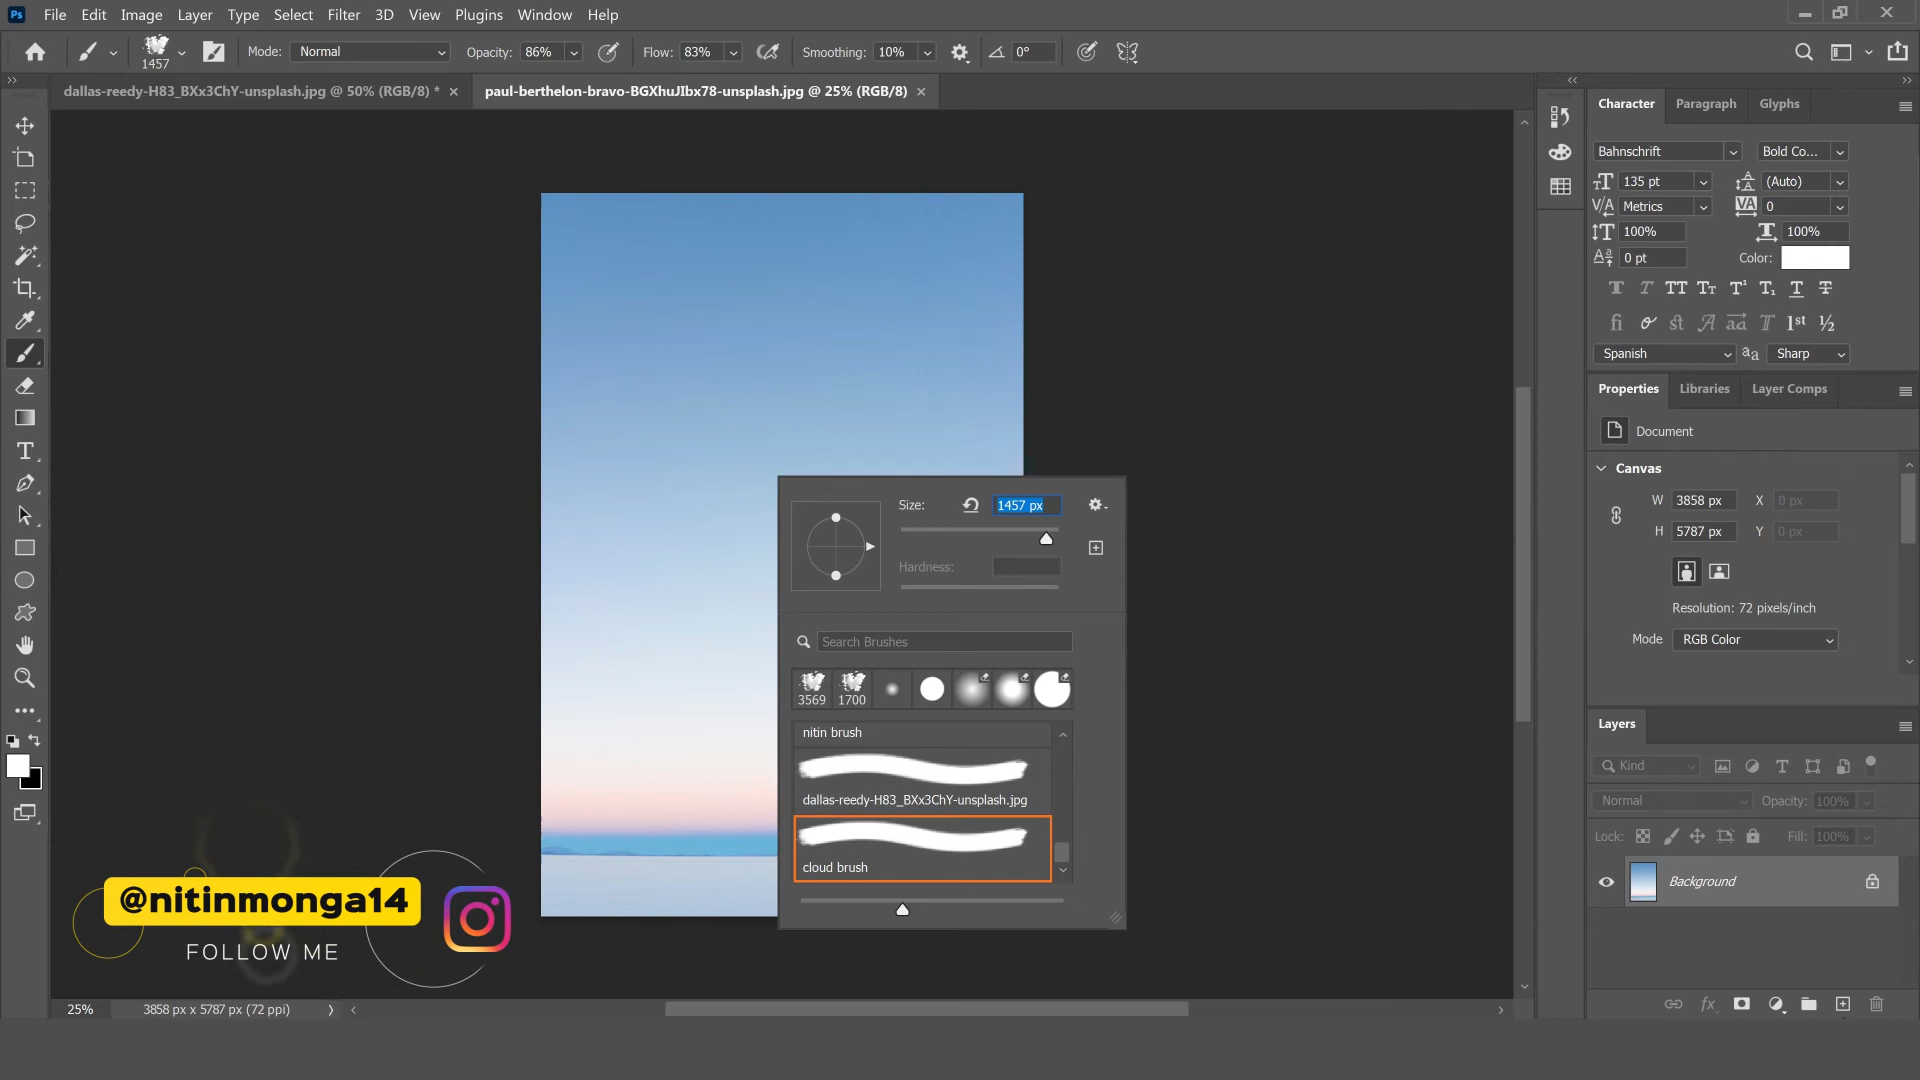 Ps File Edit Image Layer Type Select Filter 3D View Plugins Window Help
1457 Mode: Normal Opacity: 86% Flow: 83% Smoothing: 10% 0°
dallas-reedy-H83_BXx3ChY-unsplash.jpg @ 50% (RGB/8) * paul-berthelon-bravo-BGXhuJIbx78-unsplash.jpg @ 25% (RGB/8)
Character Paragraph Glyphs
Bahnschrift Bold Co...
135 pt (Auto)
Metrics 0
100% 100%
0 pt Color:
Spanish Sharp
Properties Libraries Layer Comps
Document
Canvas
W 3858 px X 0 px
H 5787 px Y 0 px
Resolution: 72 pixels/inch
Mode RGB Color
Size: 1457 px
Hardness:
Search Brushes
3569 1700
nitin brush
dallas-reedy-H83_BXx3ChY-unsplash.jpg
cloud brush
Layers
Kind
Normal Opacity: 100%
Lock: Fill: 100%
Background
@nitinmonga14
FOLLOW ME
25% 3858 px x 5787 px (72 ppi)